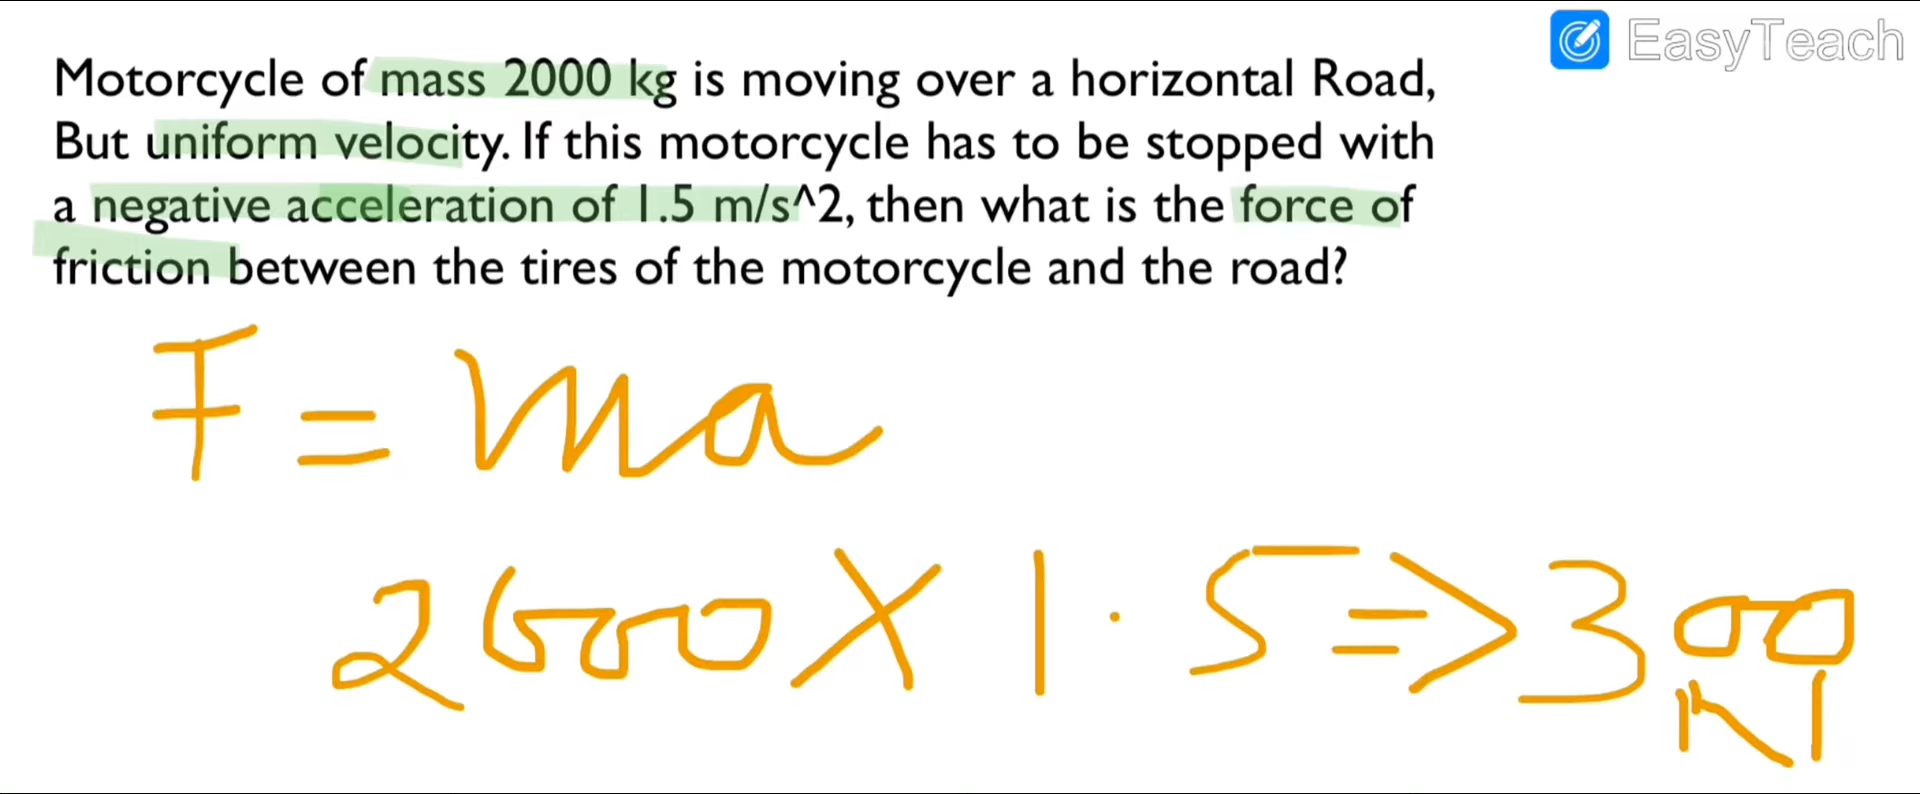 EasyTeach
Motorcycle of mass 2000 kg is moving over a horizontal Road,
But uniform velocity. If this motorcycle has to be stopped with
a negative acceleration of 1.5 m/s^2, then what is the force of
friction between the tires of the motorcycle and the road?
F = ma
2000 X 1.5 => 300
N